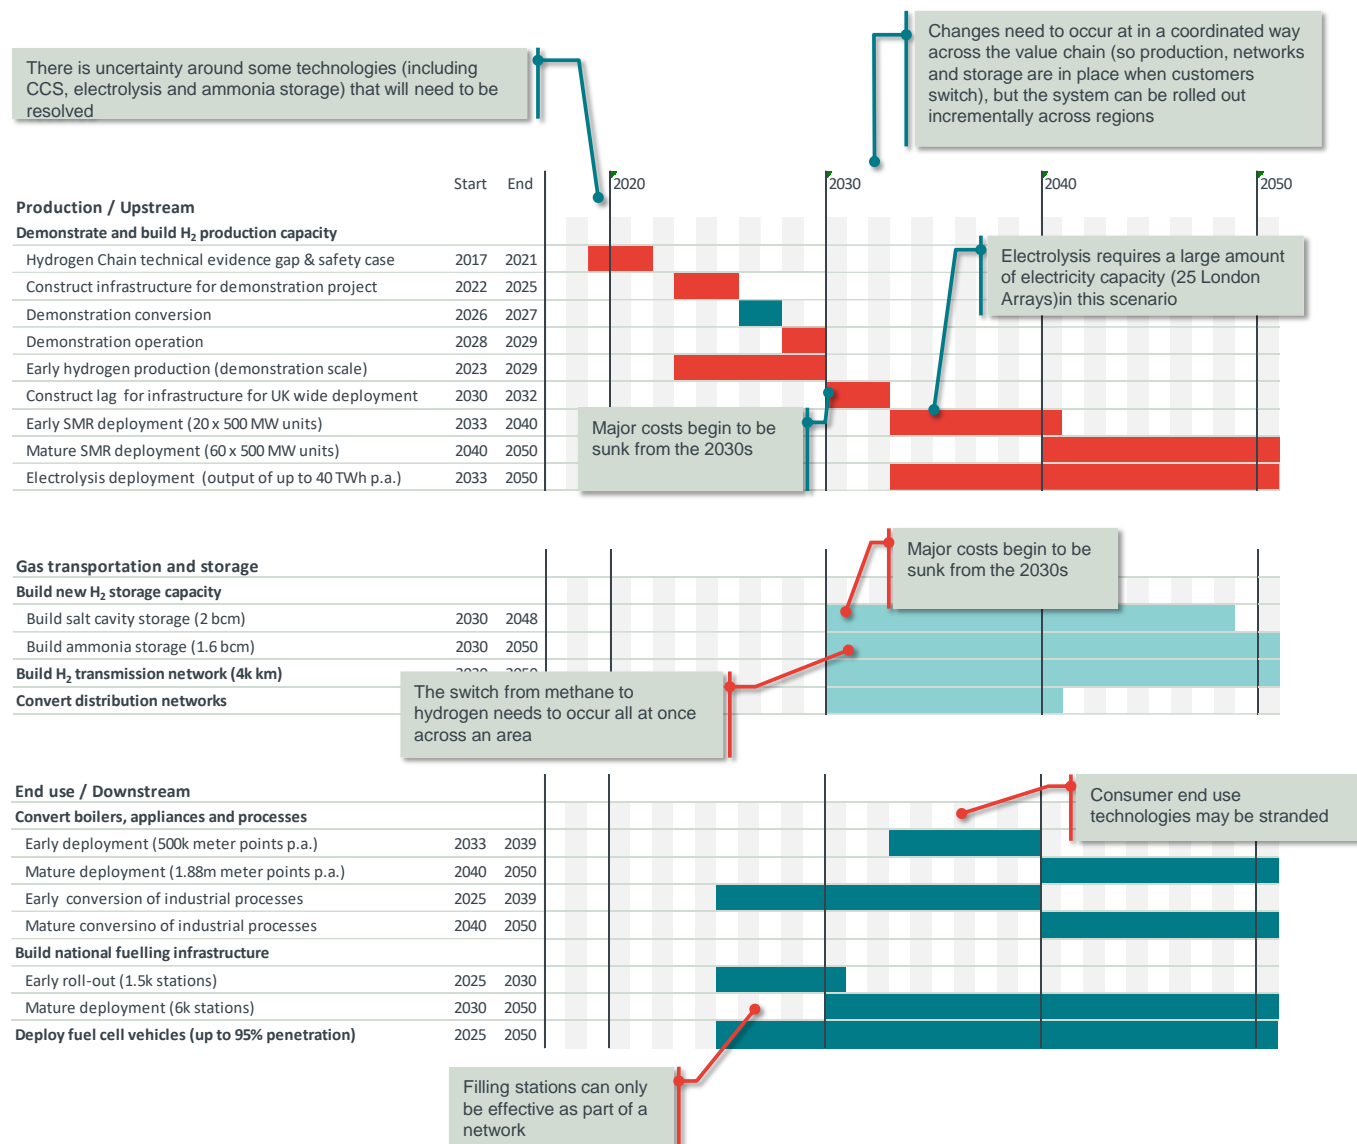 There is uncertainty around some technologies (including
CCS, electrolysis and ammonia storage) that will need to be
resolved
Changes need to occur at in a coordinated way
across the value chain (so production, networks
and storage are in place when customers
switch), but the system can be rolled out
incrementally across regions
Start End 2020 2030 2040 2050
Production / Upstream
Demonstrate and build H₂ production capacity
Hydrogen Chain technical evidence gap & safety case 2017 2021
Construct infrastructure for demonstration project 2022 2025
Demonstration conversion 2026 2027
Demonstration operation 2028 2029
Early hydrogen production (demonstration scale) 2023 2029
Construct lag for infrastructure for UK wide deployment 2030 2032
Early SMR deployment (20 x 500 MW units) 2033 2040
Mature SMR deployment (60 x 500 MW units) 2040 2050
Electrolysis deployment (output of up to 40 TWh p.a.) 2033 2050
Electrolysis requires a large amount
of electricity capacity (25 London
Arrays)in this scenario
Major costs begin to be
sunk from the 2030s
Gas transportation and storage
Build new H₂ storage capacity
Build salt cavity storage (2 bcm) 2030 2048
Build ammonia storage (1.6 bcm) 2030 2050
Build H₂ transmission network (4k km)
Convert distribution networks
Major costs begin to be
sunk from the 2030s
The switch from methane to
hydrogen needs to occur all at once
across an area
End use / Downstream
Convert boilers, appliances and processes
Early deployment (500k meter points p.a.) 2033 2039
Mature deployment (1.88m meter points p.a.) 2040 2050
Early conversion of industrial processes 2025 2039
Mature conversino of industrial processes 2040 2050
Build national fuelling infrastructure
Early roll-out (1.5k stations) 2025 2030
Mature deployment (6k stations) 2030 2050
Deploy fuel cell vehicles (up to 95% penetration) 2025 2050
Consumer end use
technologies may be stranded
Filling stations can only
be effective as part of a
network